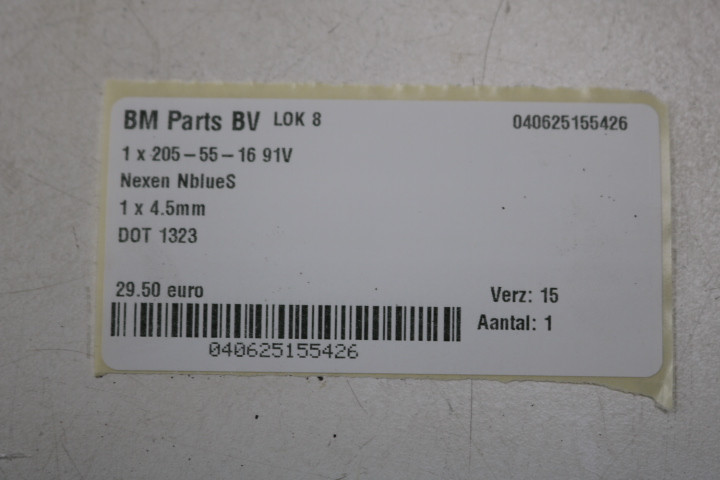 BM Parts BV LOK 8 040625155426
1 x 205-55-16 91V
Nexen NblueS
1 x 4.5mm
DOT 1323
29.50 euro Verz: 15
Aantal: 1
040625155426